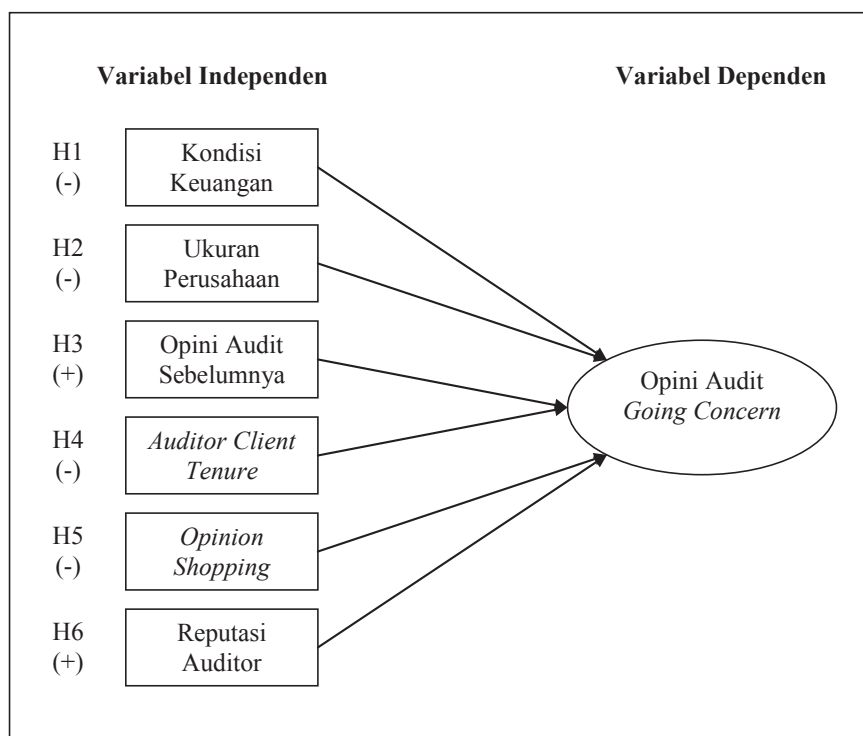 Variabel Independen
Variabel Dependen
H1
(-)
Kondisi
Keuangan
H2
(-)
Ukuran
Perusahaan
H3
(+)
Opini Audit
Sebelumnya
H4
(-)
Auditor Client
Tenure
H5
(-)
Opinion
Shopping
H6
(+)
Reputasi
Auditor
Opini Audit
Going Concern